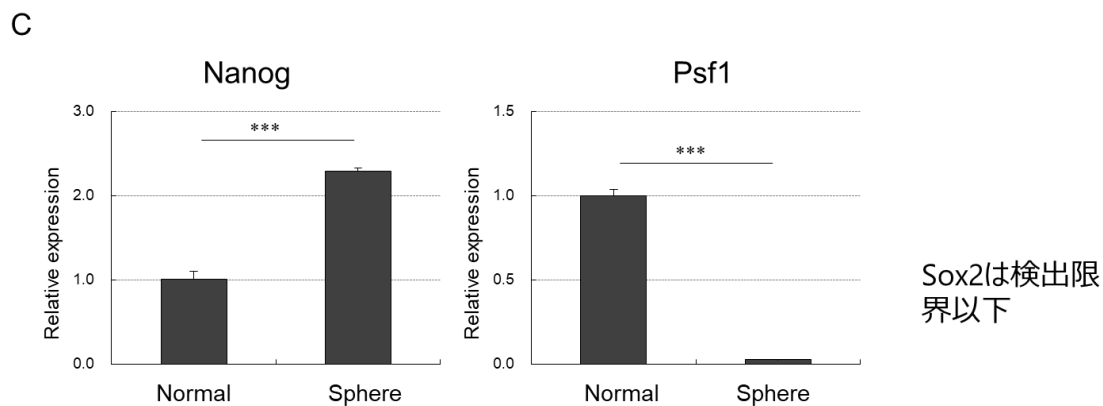 C
Nanog
Relative expression
3.0
2.0
1.0
0.0
***
Normal
Sphere
Psf1
Relative expression
1.5
1.0
0.5
0.0
***
Normal
Sphere
Sox2は検出限
界以下